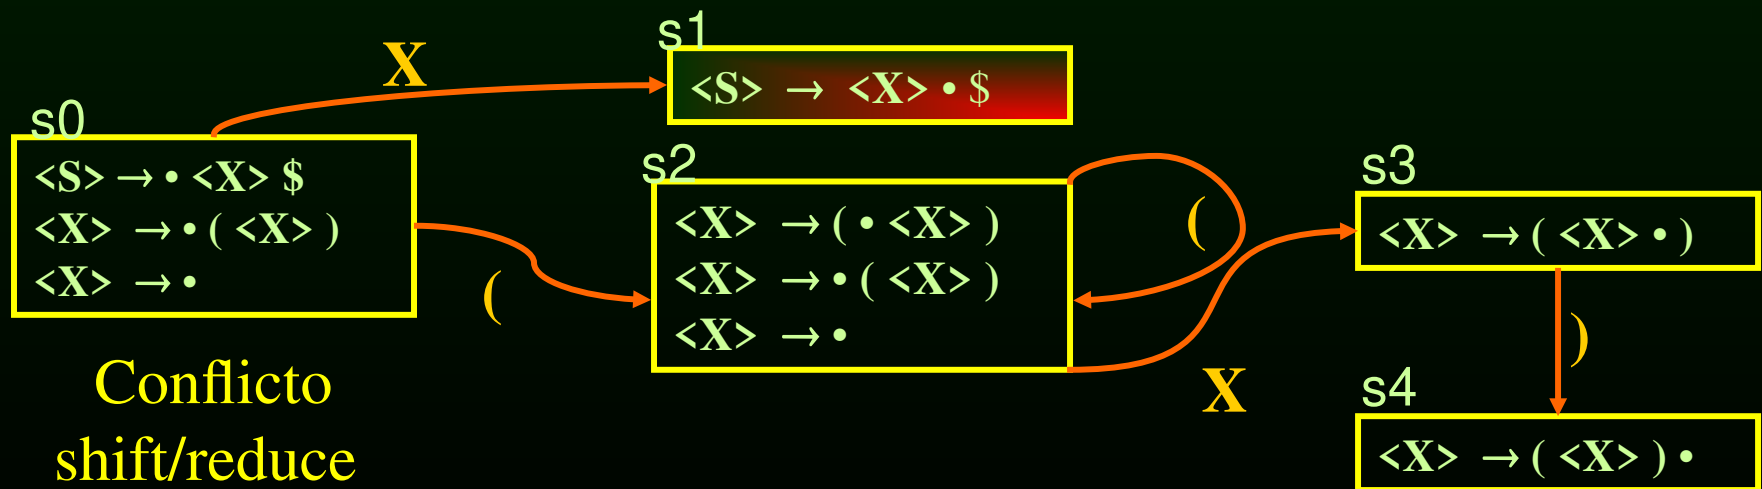 s1
X
<S> → <X> • $
s0
<S> → • <X> $
<X> → • ( <X> )
<X> → •
(
s2
<X> → ( • <X> )
<X> → • ( <X> )
<X> → •
(
X
s3
<X> → ( <X> • )
)
s4
<X> → ( <X> ) •
Conflicto
shift/reduce